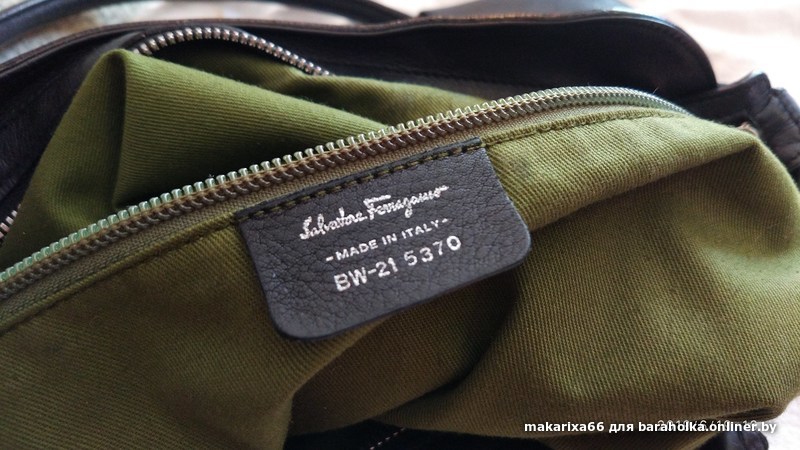 Salvatore Ferragamo
- MADE IN ITALY -
BW-21 5370
makarixa66 для baraholka.onliner.by